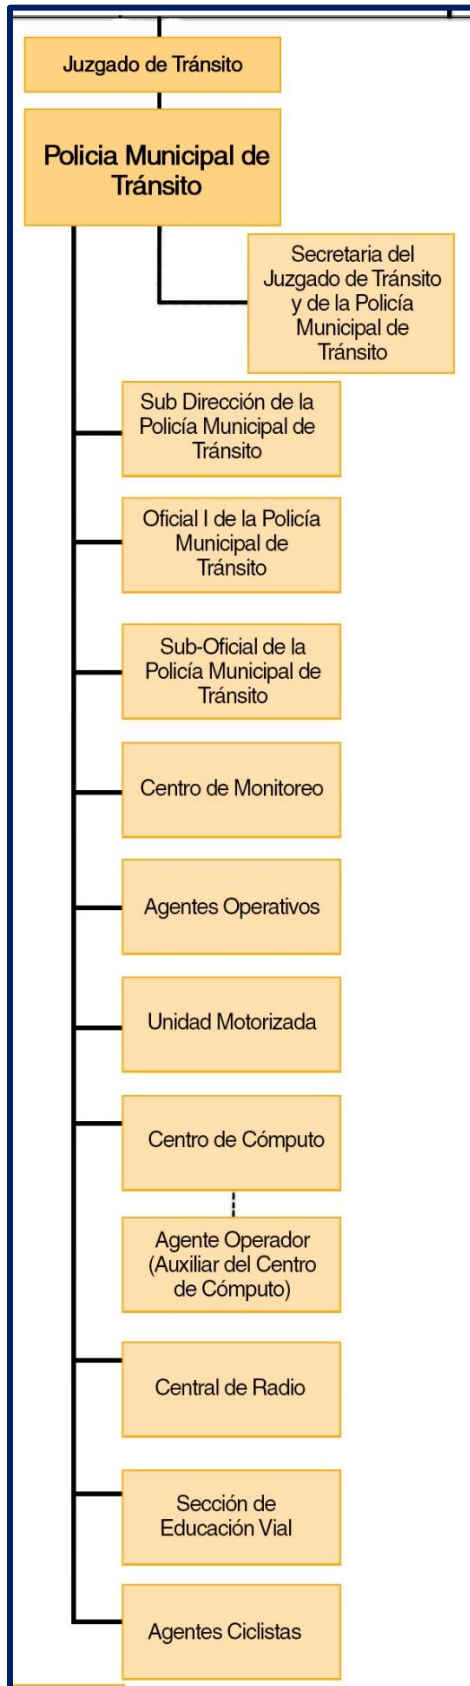 Juzgado de Tránsito
Policia Municipal de
Tránsito
Secretaria del
Juzgado de Tránsito
y de la Policía
Municipal de
Tránsito
Sub Dirección de la
Policía Municipal de
Tránsito
Oficial I de la Policía
Municipal de
Tránsito
Sub-Oficial de la
Policía Municipal de
Tránsito
Centro de Monitoreo
Agentes Operativos
Unidad Motorizada
Centro de Cómputo
Agente Operador
(Auxiliar del Centro
de Cómputo)
Central de Radio
Sección de
Educación Vial
Agentes Ciclistas